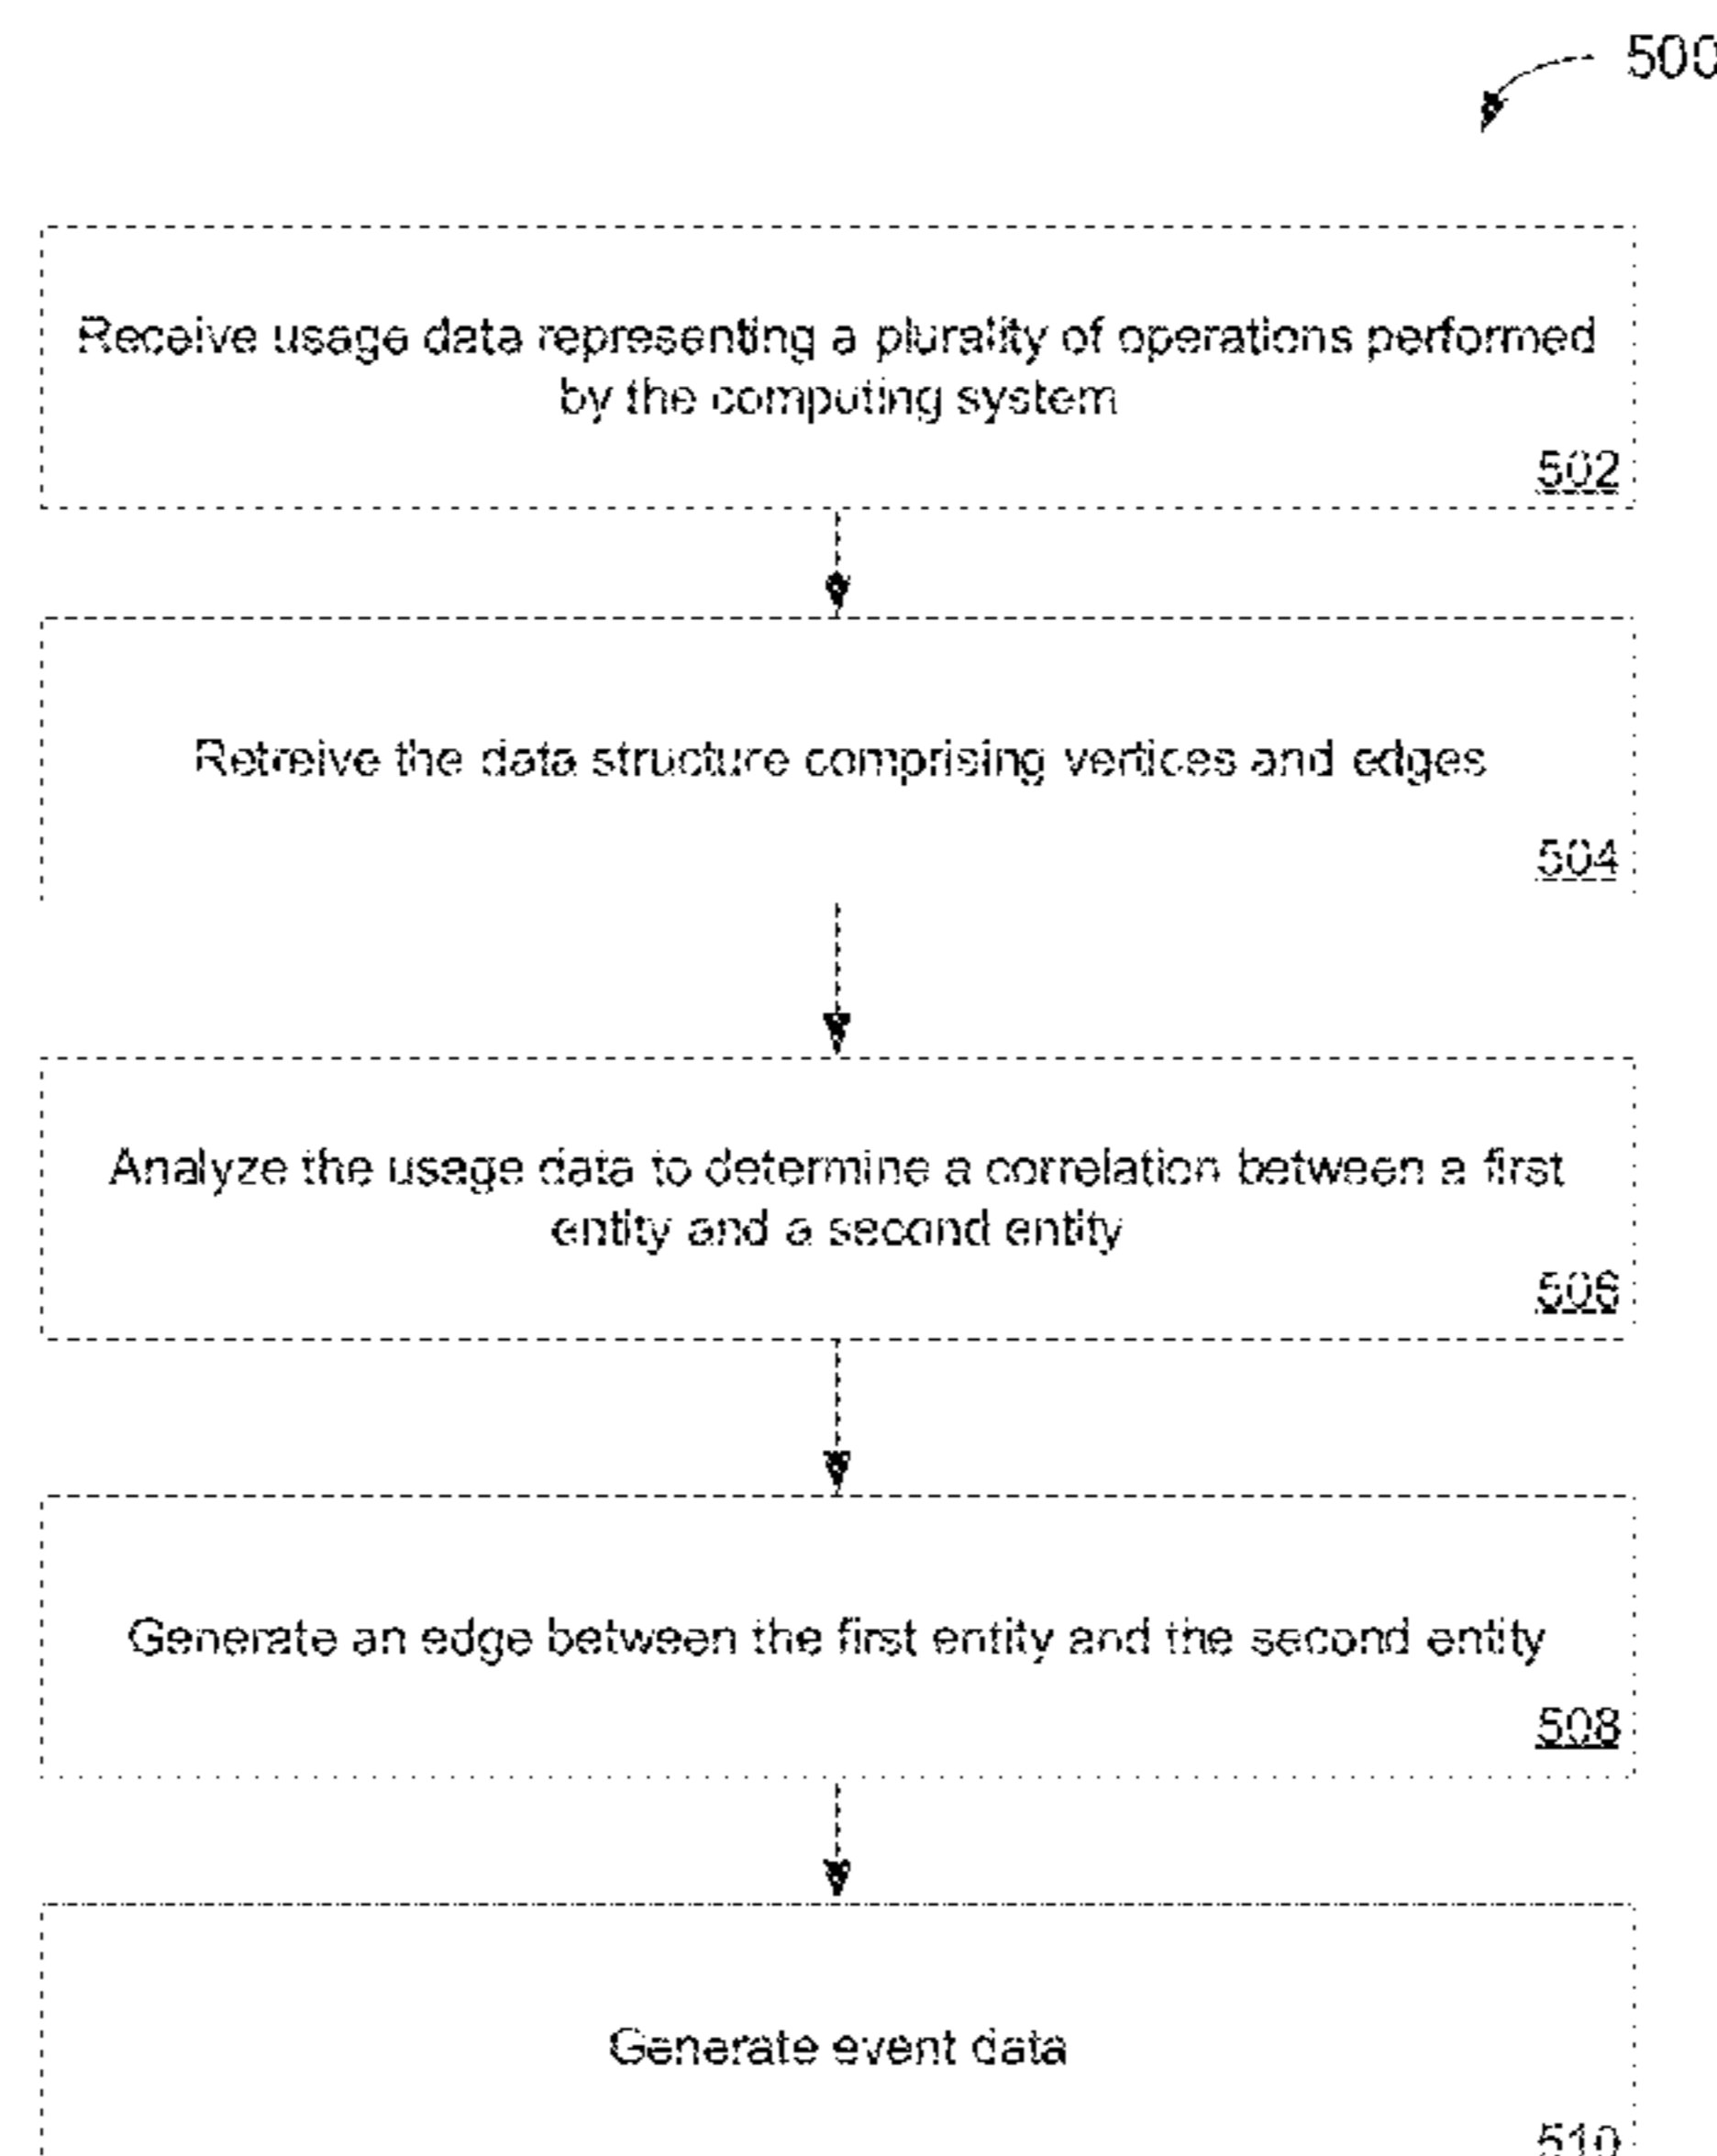 500
Receive usage data representing a plurality of operations performed
by the computing system
502
Retreive the data structure comprising vertices and edges
504
Analyze the usage data to determine a correlation between a first
entity and a second entity
506
Generate an edge between the first entity and the second entity
508
Generate event data
510